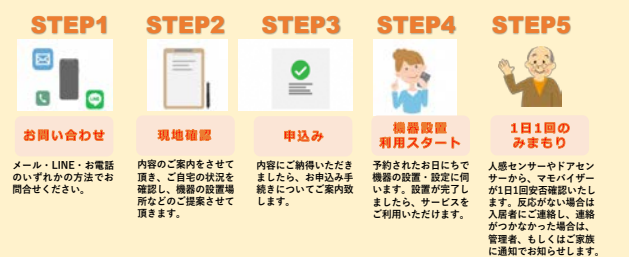 STEP1
STEP2
STEP3
STEP4
STEP5
お問い合わせ
現地確認
申込み
機器設置
利用スタート
1日1回の
みまもり
メール・LINE・お電話
のいずれかの方法でお
問合せください。
内容のご案内をさせて
頂き、ご自宅の状況を
確認し、機器の設置場
所などのご提案させて
頂きます。
内容にご納得いただき
ましたら、お申込み手
続きについてご案内致
します。
予約されたお日にちで
機器の設置・設定に伺
います。設置が完了し
ましたら、サービスを
ご利用いただけます。
人感センサーやドアセン
サーから、マモバイザー
が1日1回安否確認いたし
ます。反応がない場合は
入居者にご連絡し、連絡
がつかなかった場合は、
管理者、もしくはご家族
に通知でお知らせします。